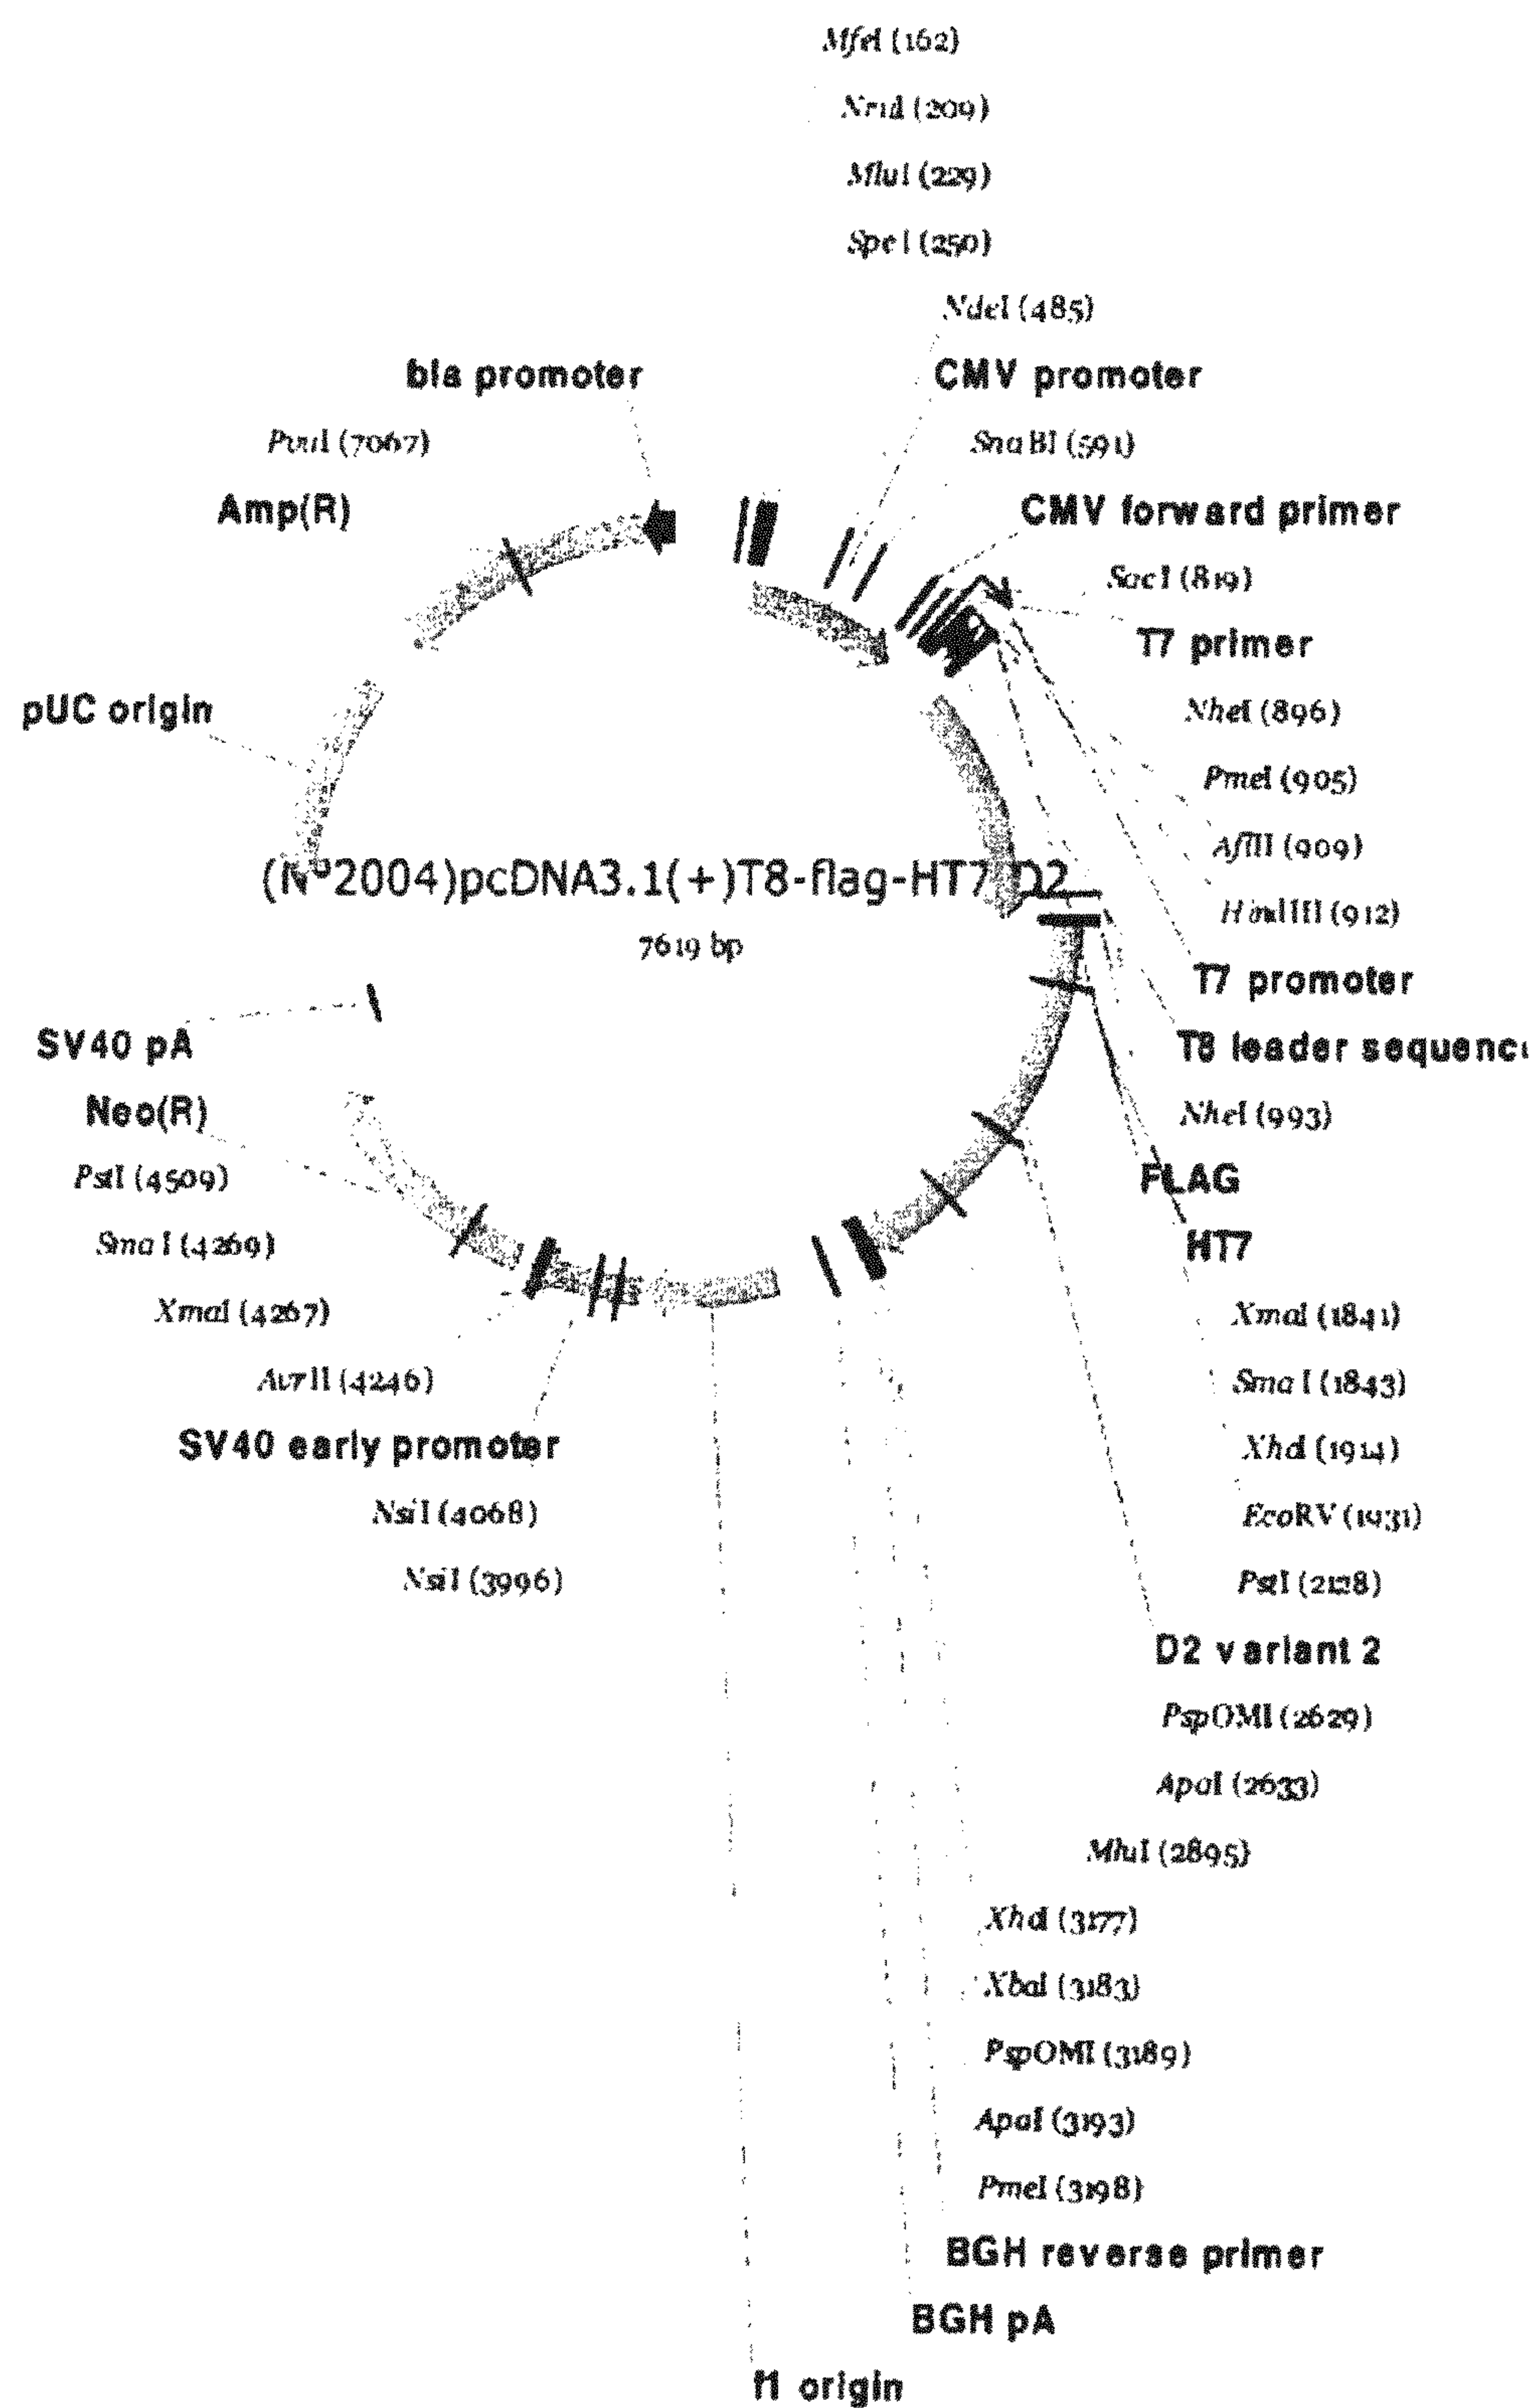 MfeI (162)
NruI (209)
MluI (229)
SpeI (250)
NdeI (485)
bla promoter
CMV promoter
PvuI (7067)
SnaBI (591)
Amp(R)
CMV forward primer
SacI (819)
T7 primer
pUC origin
NheI (896)
PmeI (905)
AflII (909)
(Nº2004)pcDNA3.1(+)T8-flag-HT7 D2
HindIII (912)
7619 bp
T7 promoter
SV40 pA
T8 leader sequenc
Neo(R)
NheI (993)
PstI (4509)
FLAG
SmaI (4269)
HT7
XmaI (4267)
XmaI (1841)
AvrII (4246)
SmaI (1843)
SV40 early promoter
XhoI (1914)
NsiI (4068)
EcoRV (1931)
NsiI (3996)
PstI (2128)
D2 variant 2
PspOMI (2629)
ApaI (2633)
MluI (2895)
XhoI (3177)
XbaI (3183)
PspOMI (3189)
ApaI (3193)
PmeI (3198)
BGH reverse primer
BGH pA
f1 origin